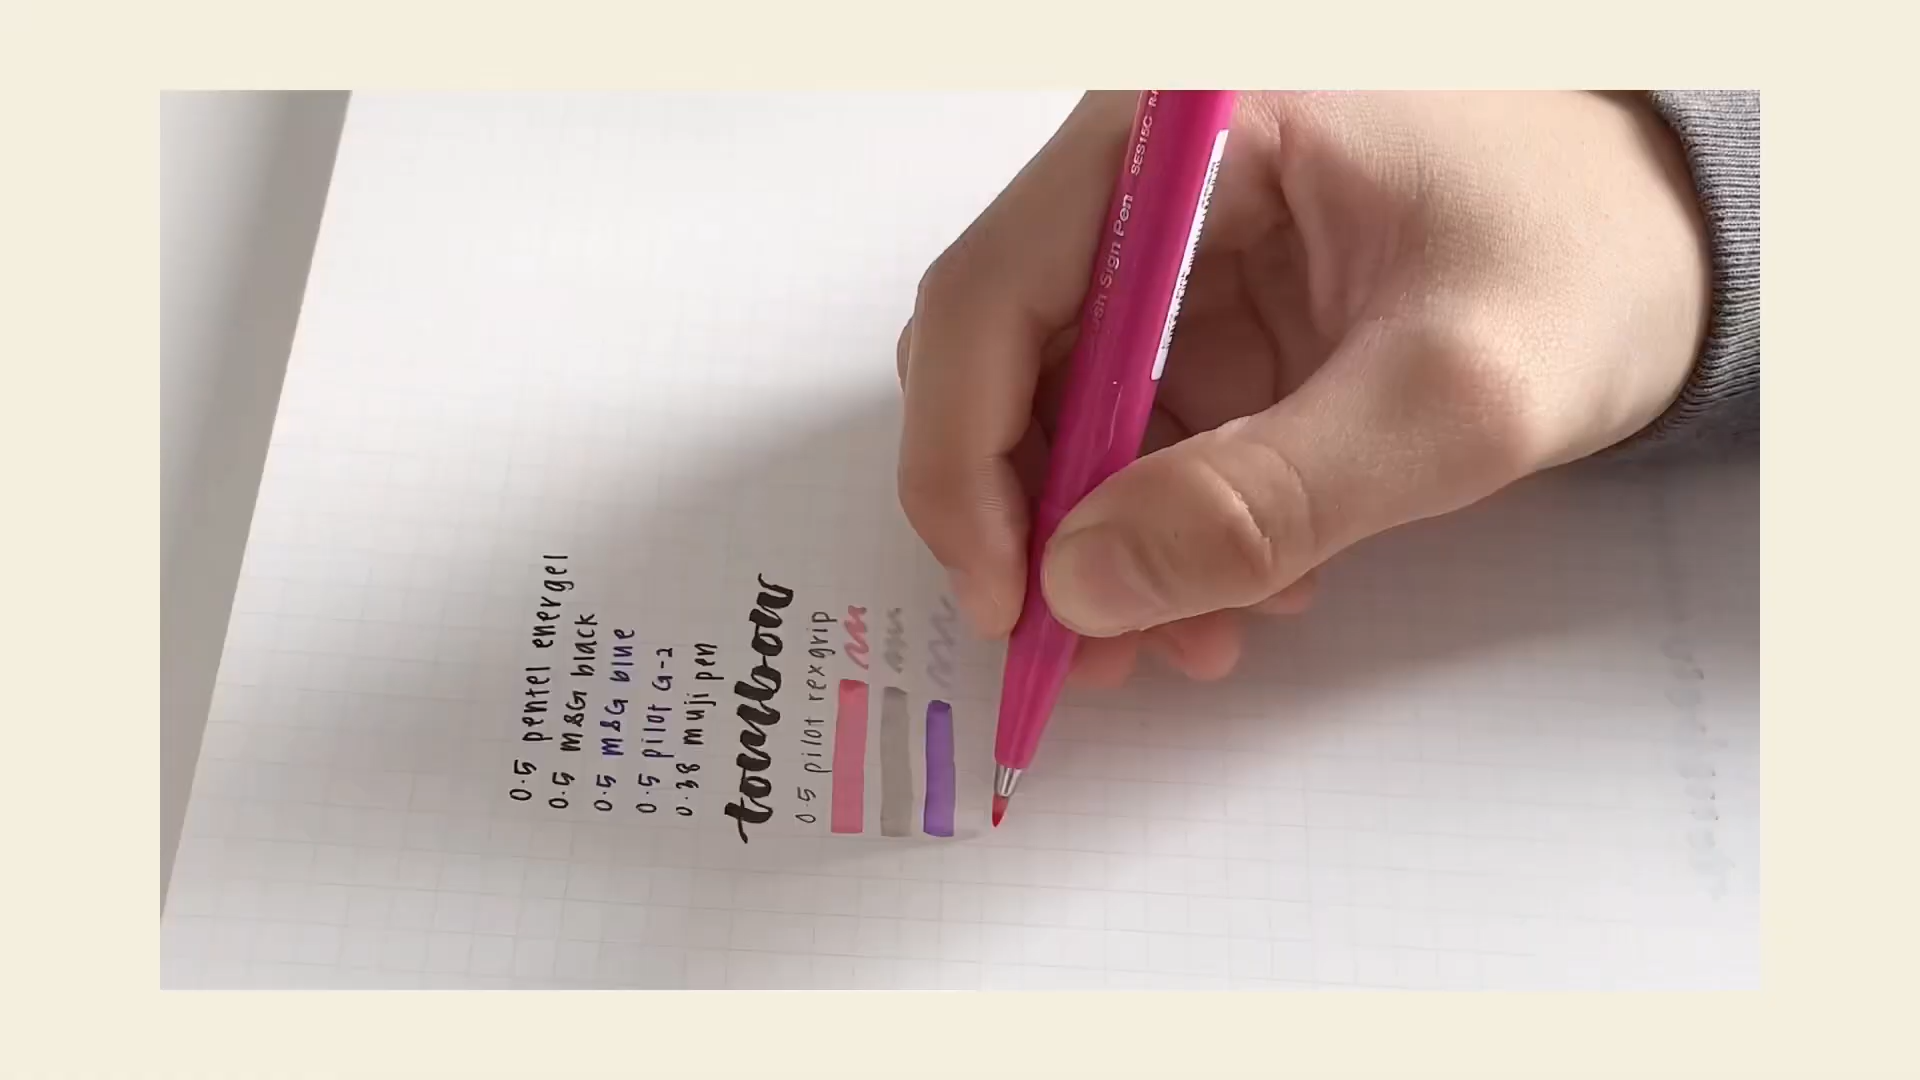 0.5 pentel energel
0.5 m&G black
0.5 m&G blue
0.5 pilot G-2
0.38 muji pen
tombow
0.5 pilot rexgrip
Sign Pen SES15C